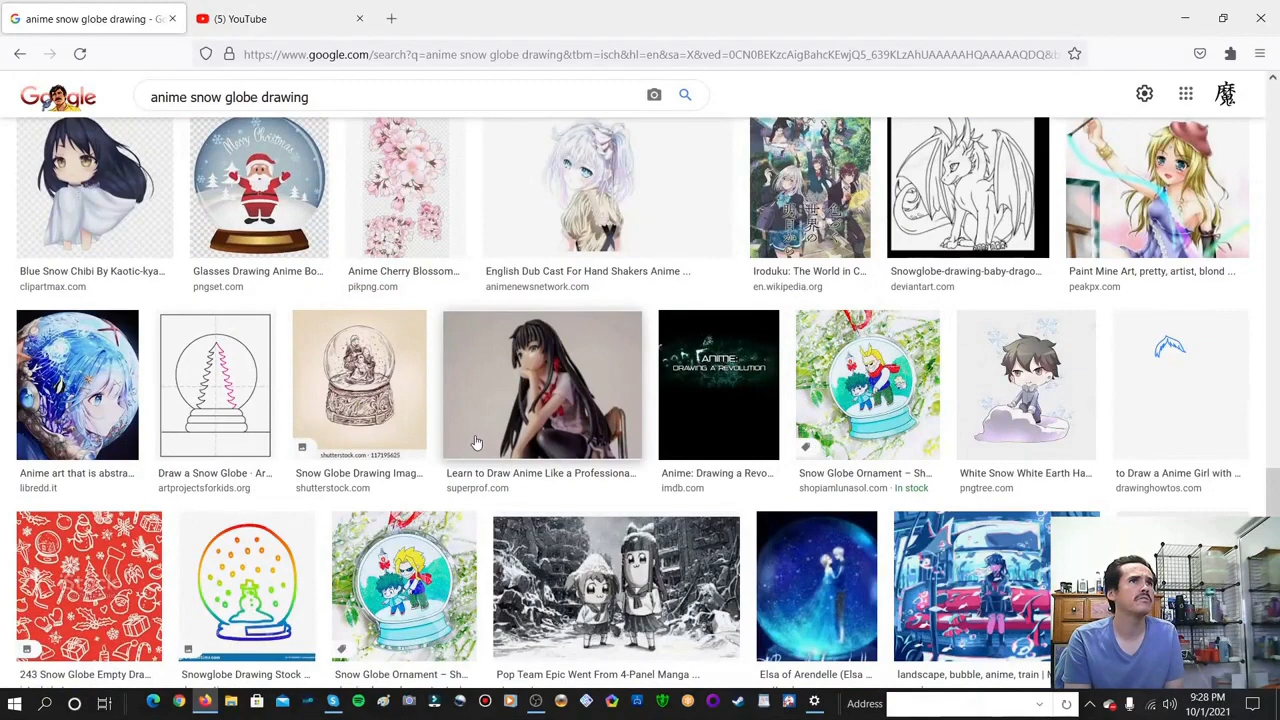 anime snow globe drawing - Go
(5) YouTube
https://www.google.com/search?q=anime snow globe drawing&tbm=isch&hl=en&sa=X&ved=0CN0BEKzcAigBahcKEwjQ5_639KLzAhUAAAAAHQAAAAAQDQ&b
Google
anime snow globe drawing
魔
Merry Christmas
Blue Snow Chibi By Kaotic-kya...
Glasses Drawing Anime Bo...
Anime Cherry Blossom...
English Dub Cast For Hand Shakers Anime ...
Iroduku: The World in C...
Snowglobe-drawing-baby-drago...
Paint Mine Art, pretty, artist, blond ...
clipartmax.com
pngset.com
pikpng.com
animenewsnetwork.com
en.wikipedia.org
deviantart.com
peakpx.com
ANIME:
DRAWING A REVOLUTION
shutterstock.com · 117195625
Anime art that is abstra...
Draw a Snow Globe · Ar...
Snow Globe Drawing Imag...
Learn to Draw Anime Like a Professiona...
Anime: Drawing a Revo...
Snow Globe Ornament – Sh...
White Snow White Earth Ha...
to Draw a Anime Girl with ...
libredd.it
artprojectsforkids.org
shutterstock.com
superprof.com
imdb.com
shopiamlunasol.com · In stock
pngtree.com
drawinghowtos.com
243 Snow Globe Empty Dra...
Snowglobe Drawing Stock ...
Snow Globe Ornament – Sh...
Pop Team Epic Went From 4-Panel Manga ...
Elsa of Arendelle (Elsa ...
landscape, bubble, anime, train | M
Address
9:28 PM
10/1/2021